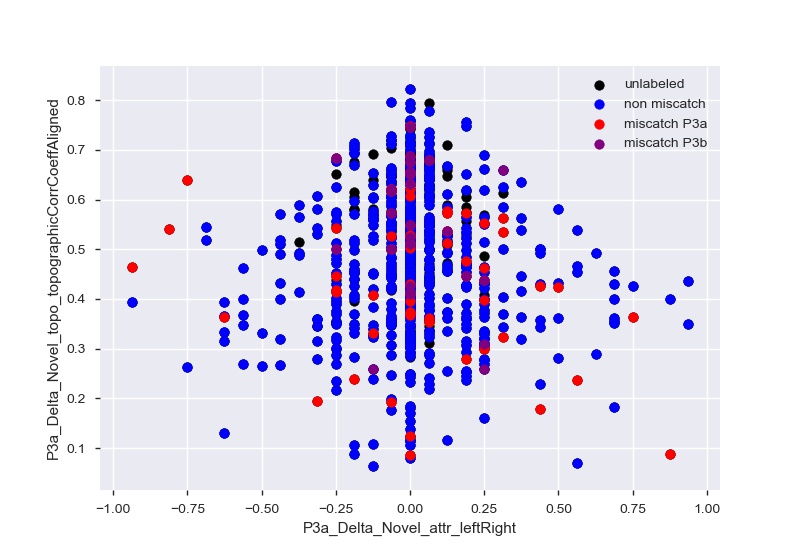 unlabeled
non miscatch
miscatch P3a
miscatch P3b
P3a_Delta_Novel_topo_topographicCorrCoeffAligned
0.8
0.7
0.6
0.5
0.4
0.3
0.2
0.1
−1.00 −0.75 −0.50 −0.25 0.00 0.25 0.50 0.75 1.00
P3a_Delta_Novel_attr_leftRight